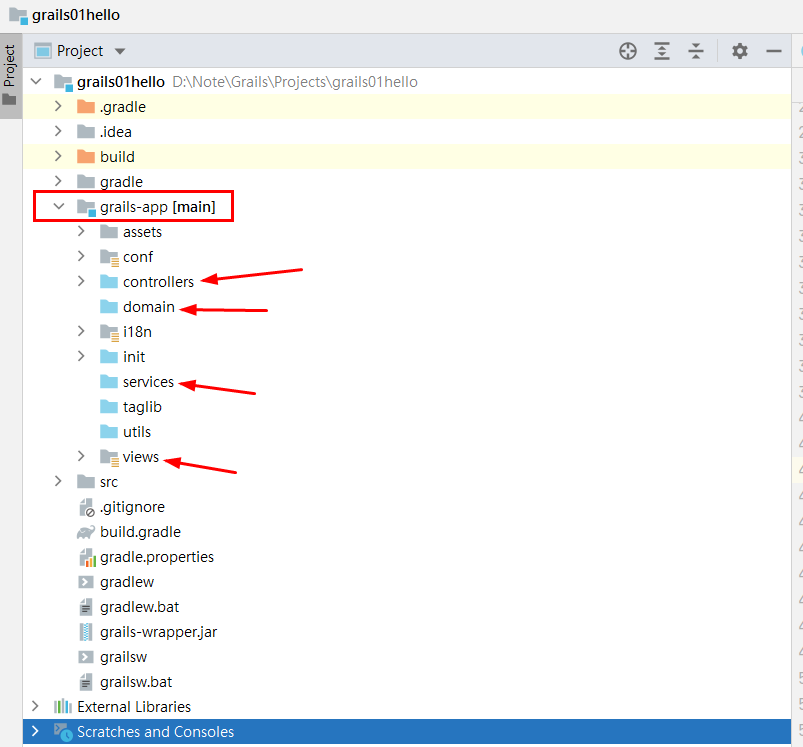 grails01hello
Project
Project
grails01hello D:\Note\Grails\Projects\grails01hello
.gradle
.idea
build
gradle
grails-app [main]
assets
conf
controllers
domain
i18n
init
services
taglib
utils
views
src
.gitignore
build.gradle
gradle.properties
gradlew
gradlew.bat
grails-wrapper.jar
grailsw
grailsw.bat
External Libraries
Scratches and Consoles